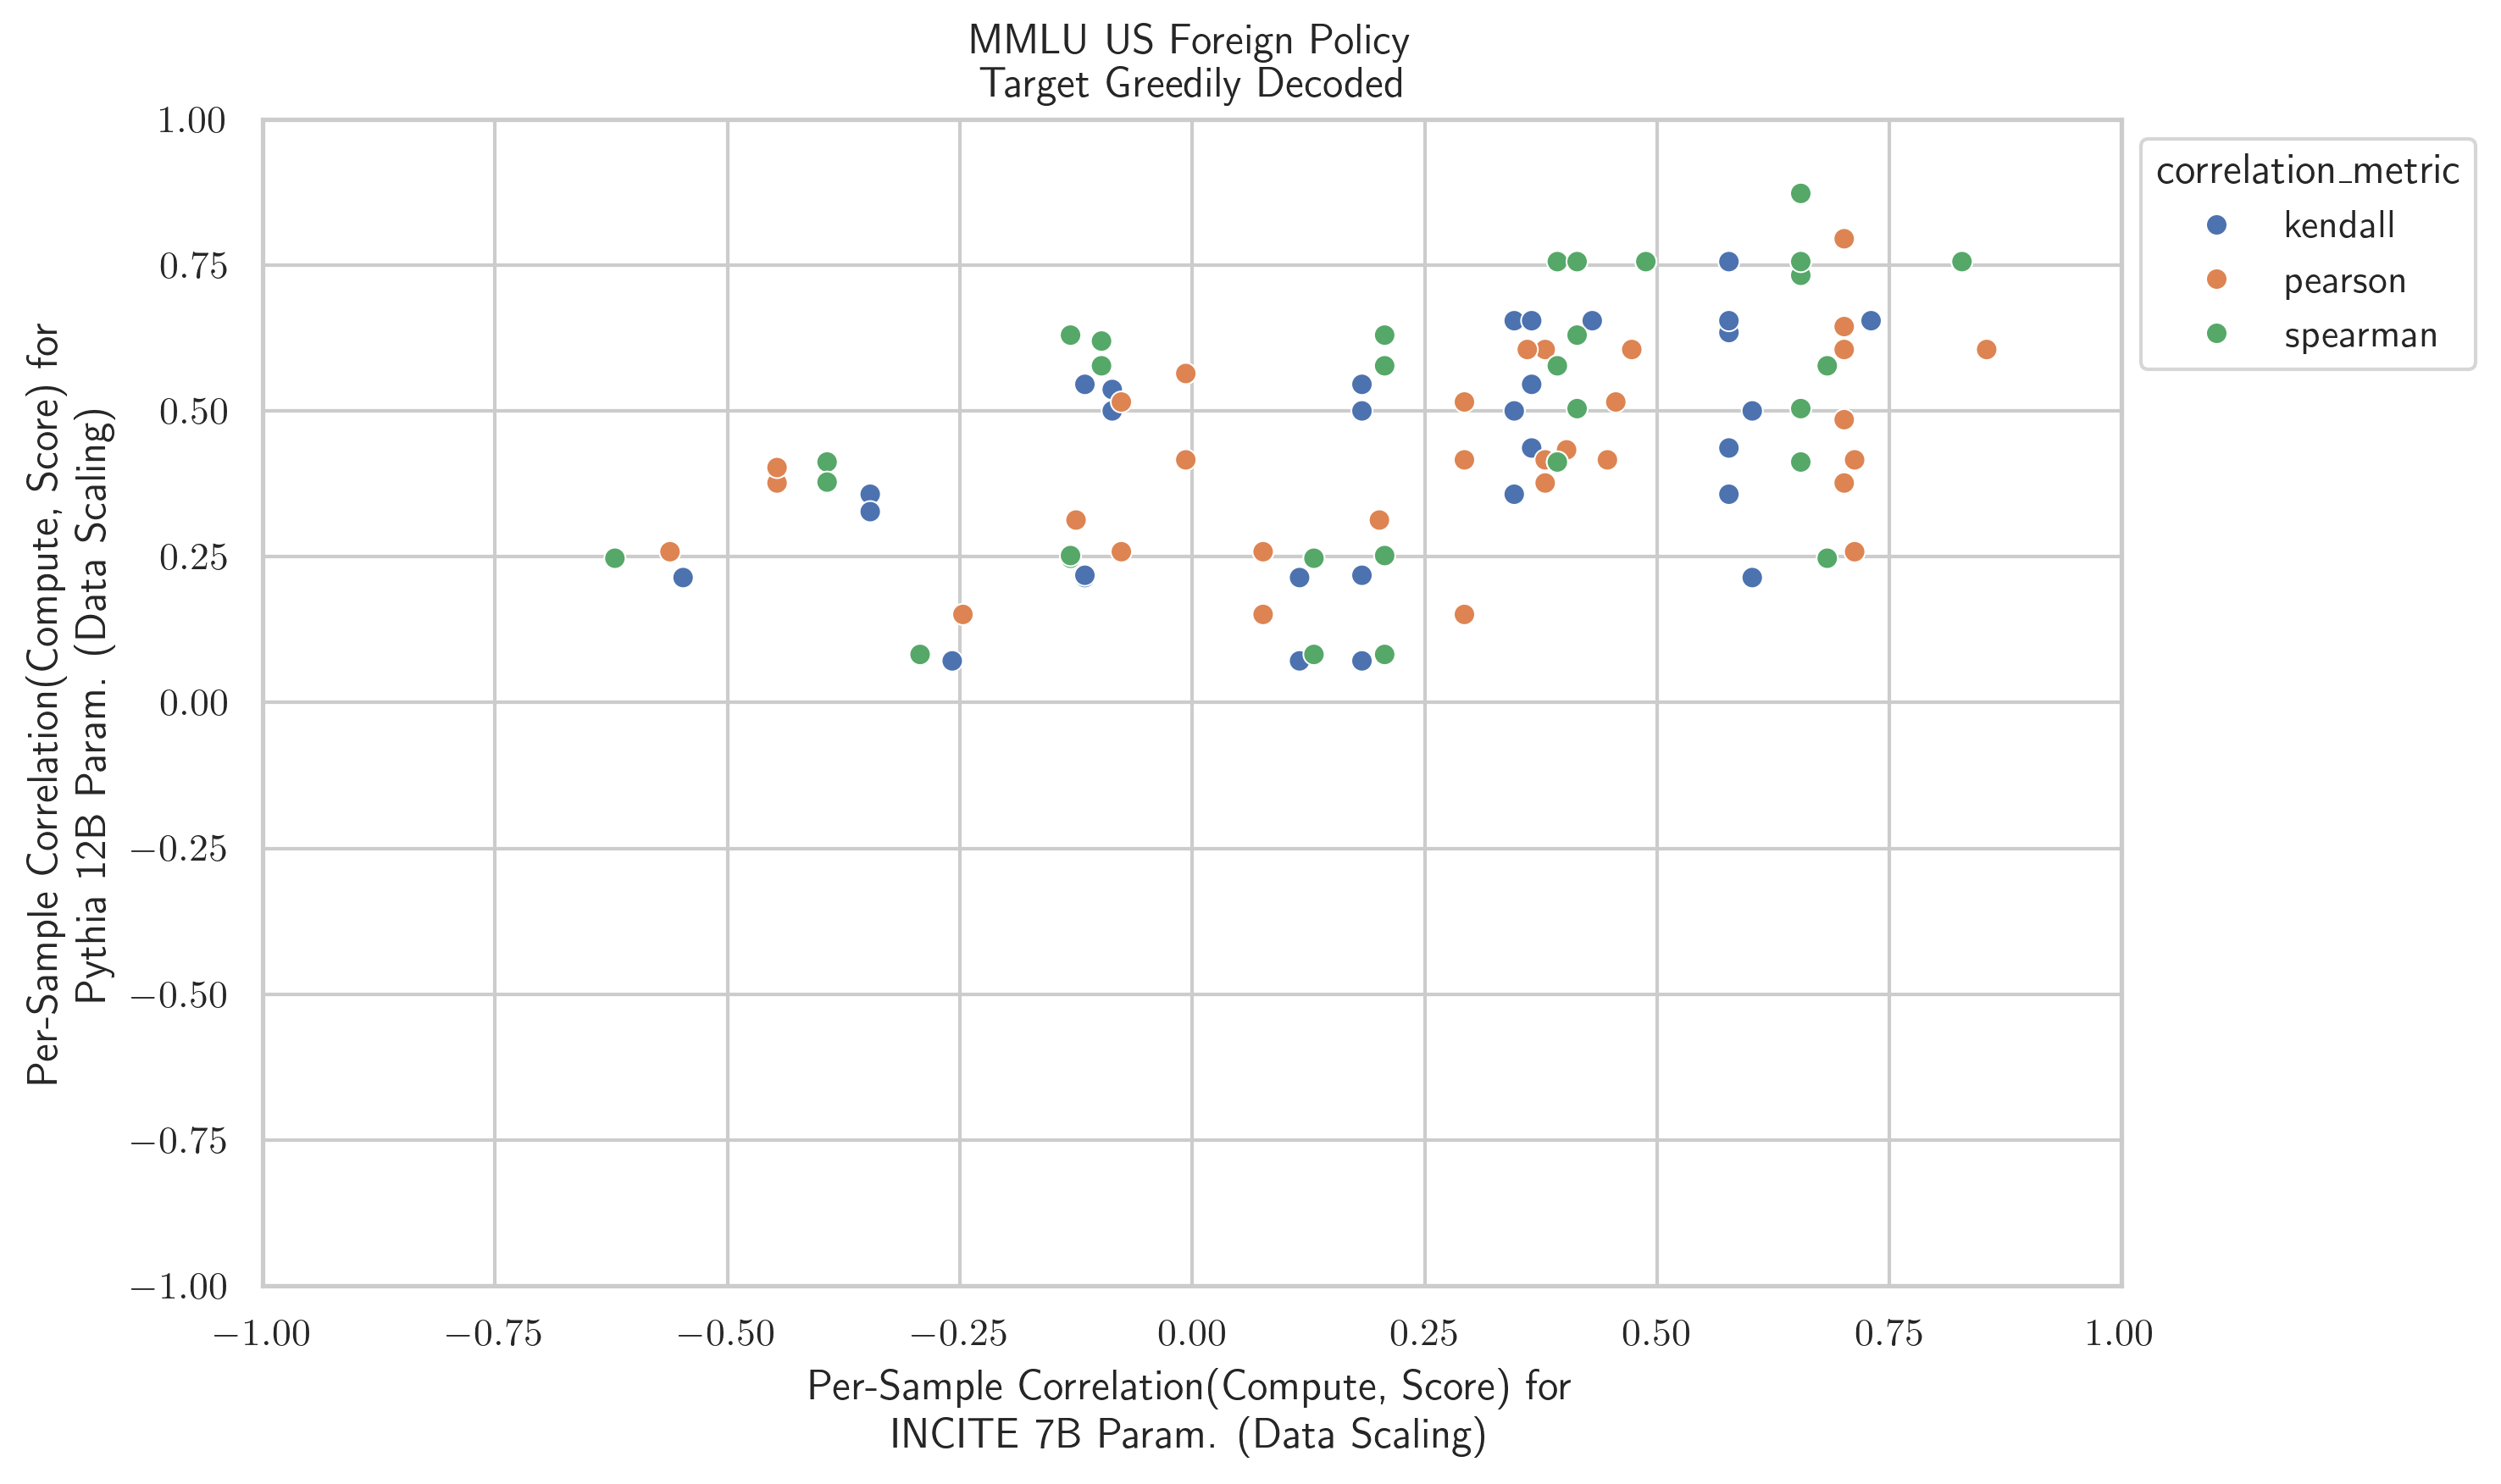 MMLU US Foreign Policy
Target Greedily Decoded
Per-Sample Correlation(Compute, Score) for
Pythia 12B Param. (Data Scaling)
1.00
0.75
0.50
0.25
0.00
−0.25
−0.50
−0.75
−1.00
−1.00 −0.75 −0.50 −0.25 0.00 0.25 0.50 0.75 1.00
Per-Sample Correlation(Compute, Score) for
INCITE 7B Param. (Data Scaling)
correlation_metric
kendall
pearson
spearman